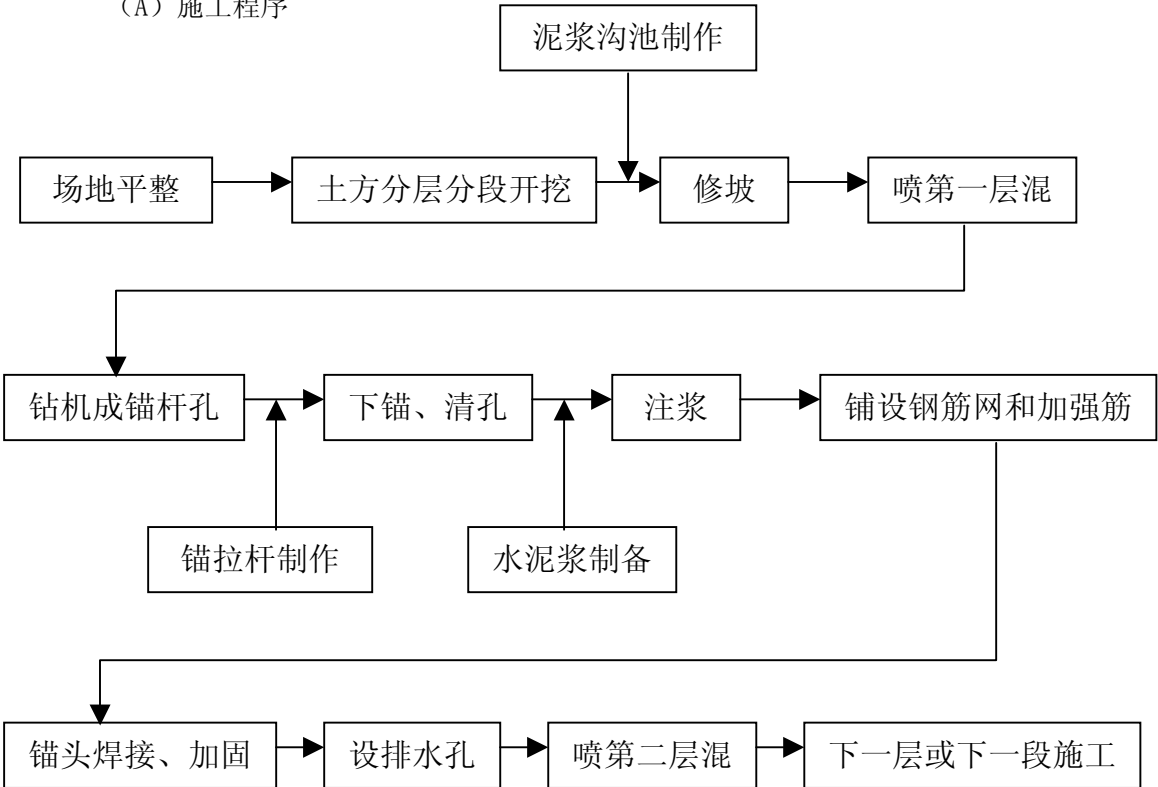 （A）施工程序
泥浆沟池制作
场地平整
土方分层分段开挖
修坡
喷第一层混
钻机成锚杆孔
下锚、清孔
注浆
铺设钢筋网和加强筋
锚拉杆制作
水泥浆制备
锚头焊接、加固
设排水孔
喷第二层混
下一层或下一段施工